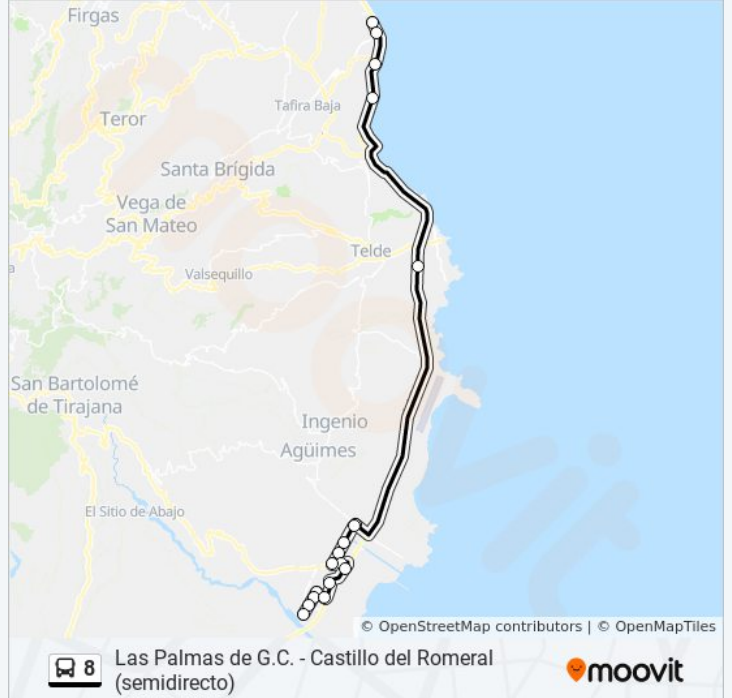 Firgas
Tafira Baja
Teror
Santa Brígida
Vega de
San Mateo
Telde
a
Valsequillo
San Bartolomé
de Tirajana
Ingenio
Agüimes
El Sitio de Abajo
© OpenStreetMap contributors | © OpenMapTiles
8
Las Palmas de G.C. - Castillo del Romeral
(semidirecto)
moovit
moovit